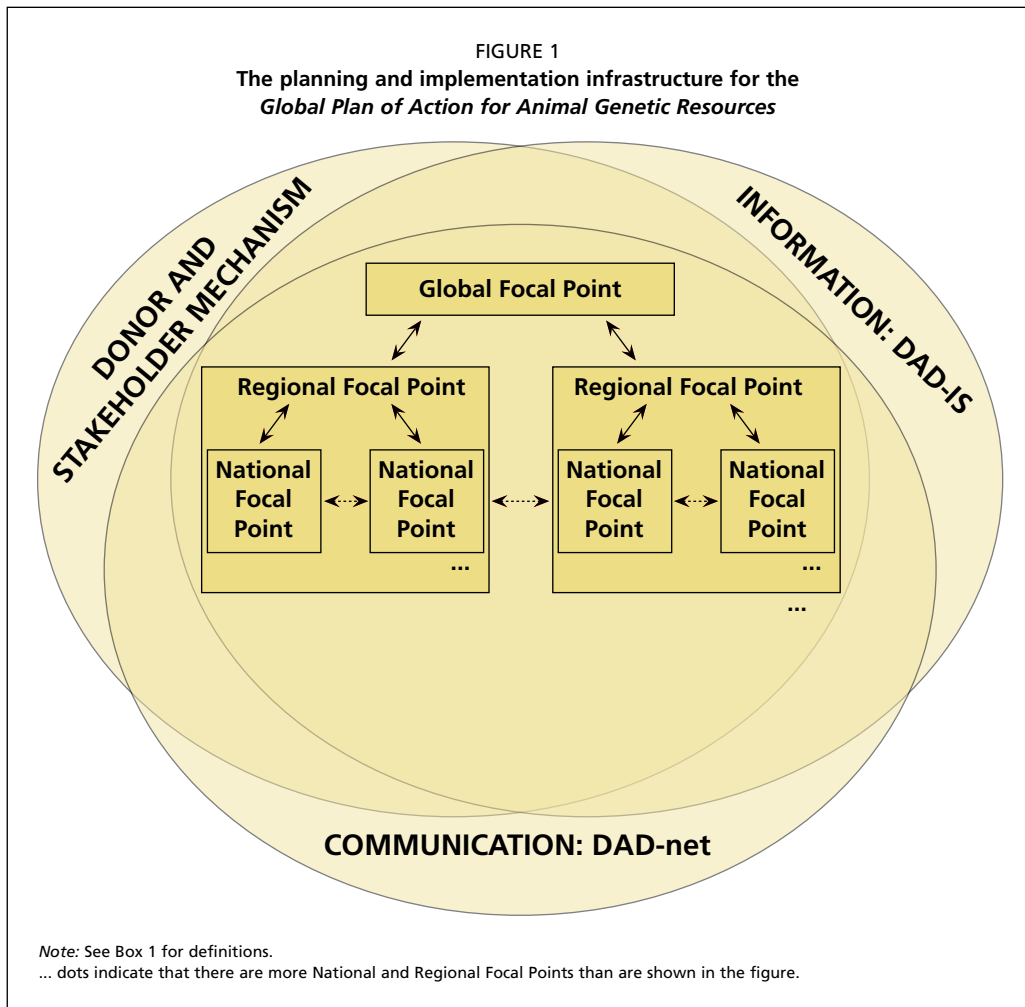 FIGURE 1
The planning and implementation infrastructure for the
Global Plan of Action for Animal Genetic Resources
DONOR AND
STAKEHOLDER MECHANISM
INFORMATION: DAD-IS
Global Focal Point
Regional Focal Point
National
Focal
Point
National
Focal
Point
...
Regional Focal Point
National
Focal
Point
National
Focal
Point
...
...
COMMUNICATION: DAD-net
Note: See Box 1 for definitions.
... dots indicate that there are more National and Regional Focal Points than are shown in the figure.